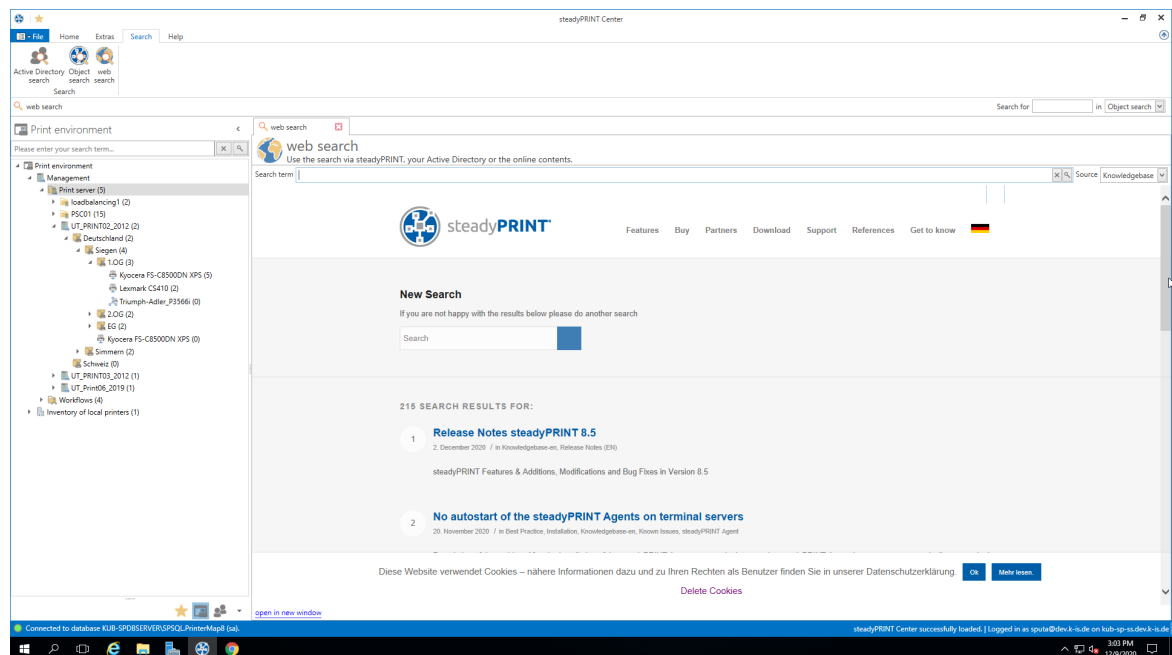 steadyPRINT Center
File Home Extras Search Help
Active Directory search
Object search
web search
Search
web search
Search for in Object search
Print environment
Please enter your search term...
Print environment
Management
Print server (5)
loadbalancing1 (2)
PSC01 (15)
UT_PRINT02_2012 (2)
Deutschland (2)
Siegen (4)
1.OG (3)
Kyocera FS-C8500DN XPS (5)
Lexmark CS410 (2)
Triumph-Adler_P3566i (0)
2.OG (2)
EG (2)
Kyocera FS-C8500DN XPS (0)
Simmern (2)
Schweiz (0)
UT_PRINT03_2012 (1)
UT_Print06_2019 (1)
Workflows (4)
Inventory of local printers (1)
web search
web search
Use the search via steadyPRINT, your Active Directory or the online contents.
Search term Source Knowledgebase
steadyPRINT
Features Buy Partners Download Support References Get to know
New Search
If you are not happy with the results below please do another search
Search
215 SEARCH RESULTS FOR:
1 Release Notes steadyPRINT 8.5
2. December 2020 / in Knowledgebase-en, Release Notes (EN)
steadyPRINT Features & Additions, Modifications and Bug Fixes in Version 8.5
2 No autostart of the steadyPRINT Agents on terminal servers
20. November 2020 / in Best Practice, Installation, Knowledgebase-en, Known Issues, steadyPRINT Agent
Diese Website verwendet Cookies – nähere Informationen dazu und zu Ihren Rechten als Benutzer finden Sie in unserer Datenschutzerklärung. Ok Mehr lesen.
Delete Cookies
open in new window
Connected to database KUB-SPDBSERVER\SPSQL.PrinterMap8 (sa).
steadyPRINT Center successfully loaded. | Logged in as sputa@dev.k-is.de on kub-sp-ss.dev.k-is.de
3:03 PM
12/9/2020